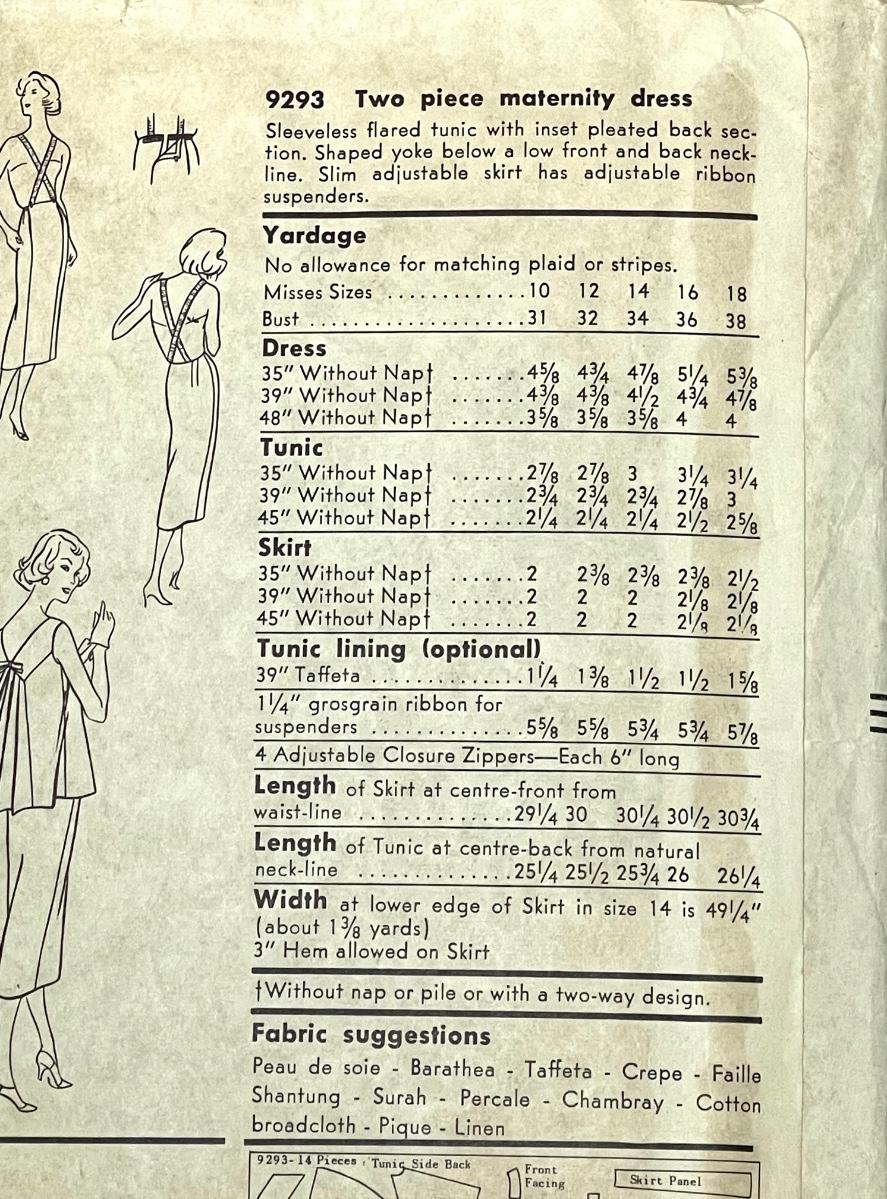 9293 Two piece maternity dress
Sleeveless flared tunic with inset pleated back sec-
tion. Shaped yoke below a low front and back neck-
line. Slim adjustable skirt has adjustable ribbon
suspenders.
Yardage
No allowance for matching plaid or stripes.
Misses Sizes .............10 12 14 16 18
Bust .....................31 32 34 36 38
Dress
35" Without Nap† .......4⅝ 4¾ 4⅞ 5¼ 5⅜
39" Without Nap† .......4⅜ 4⅜ 4½ 4¾ 4⅞
48" Without Nap† .......3⅝ 3⅝ 3⅝ 4 4
Tunic
35" Without Nap† .......2⅞ 2⅞ 3 3¼ 3¼
39" Without Nap† .......2¾ 2¾ 2¾ 2⅞ 3
45" Without Nap† .......2¼ 2¼ 2¼ 2½ 2⅝
Skirt
35" Without Nap† .......2 2⅜ 2⅜ 2⅜ 2½
39" Without Nap† .......2 2 2 2⅛ 2⅛
45" Without Nap† .......2 2 2 2⅛ 2⅛
Tunic lining (optional)
39" Taffeta ..............1¼ 1⅜ 1½ 1½ 1⅝
1¼" grosgrain ribbon for
suspenders ..............5⅝ 5⅝ 5¾ 5¾ 5⅞
4 Adjustable Closure Zippers—Each 6" long
Length of Skirt at centre-front from
waist-line ..............29¼ 30 30¼ 30½ 30¾
Length of Tunic at centre-back from natural
neck-line ..............25¼ 25½ 25¾ 26 26¼
Width at lower edge of Skirt in size 14 is 49¼"
(about 1⅜ yards)
3" Hem allowed on Skirt
†Without nap or pile or with a two-way design.
Fabric suggestions
Peau de soie - Barathea - Taffeta - Crepe - Faille
Shantung - Surah - Percale - Chambray - Cotton
broadcloth - Pique - Linen
9293-14 Pieces
Tunic Side Back
Front
Facing
Skirt Panel